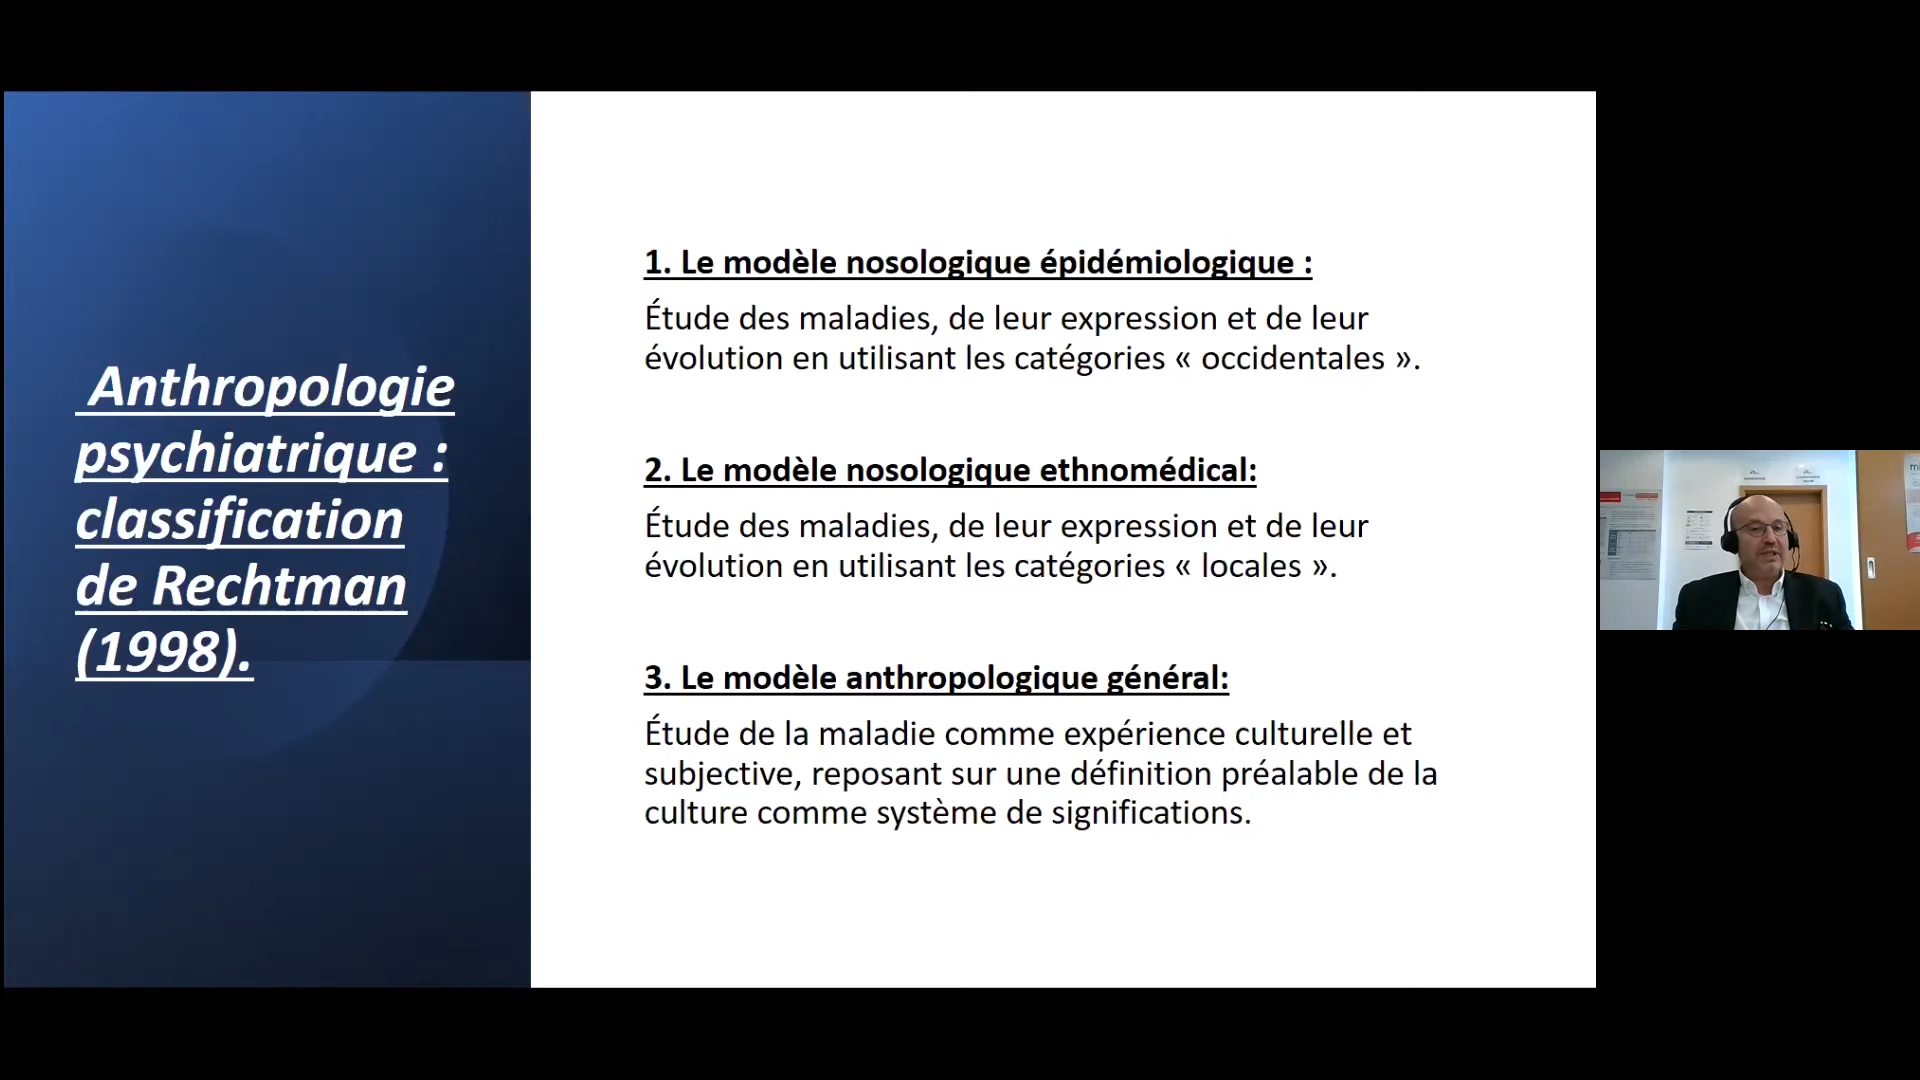 Anthropologie
psychiatrique :
classification
de Rechtman
(1998).
1. Le modèle nosologique épidémiologique :
Étude des maladies, de leur expression et de leur
évolution en utilisant les catégories « occidentales ».
2. Le modèle nosologique ethnomédical:
Étude des maladies, de leur expression et de leur
évolution en utilisant les catégories « locales ».
3. Le modèle anthropologique général:
Étude de la maladie comme expérience culturelle et
subjective, reposant sur une définition préalable de la
culture comme système de significations.